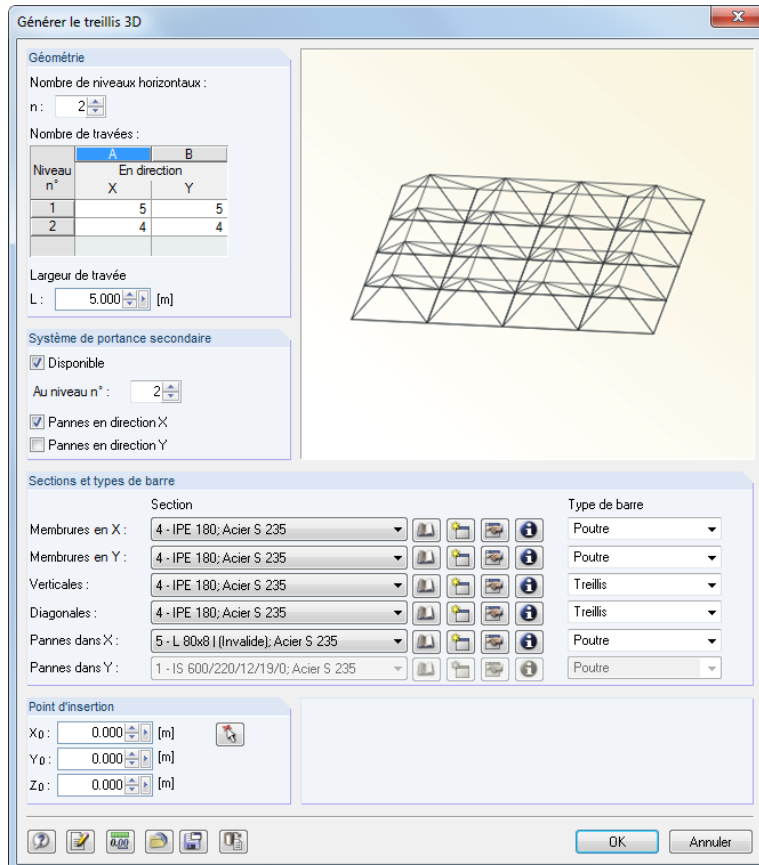 Générer le treillis 3D
Géométrie
Nombre de niveaux horizontaux :
n : 2
Nombre de travées :
A B
Niveau n° En direction
X Y
1 5 5
2 4 4
Largeur de travée
L : 5.000 [m]
Système de portance secondaire
Disponible
Au niveau n° : 2
Pannes en direction X
Pannes en direction Y
Sections et types de barre
Section Type de barre
Membrures en X : 4 - IPE 180; Acier S 235 Poutre
Membrures en Y : 4 - IPE 180; Acier S 235 Poutre
Verticales : 4 - IPE 180; Acier S 235 Treillis
Diagonales : 4 - IPE 180; Acier S 235 Treillis
Pannes dans X : 5 - L 80x8 | (Invalide); Acier S 235 Poutre
Pannes dans Y : 1 - IS 600/220/12/19/0; Acier S 235 Poutre
Point d'insertion
X0 : 0.000 [m]
Y0 : 0.000 [m]
Z0 : 0.000 [m]
0.00
OK Annuler